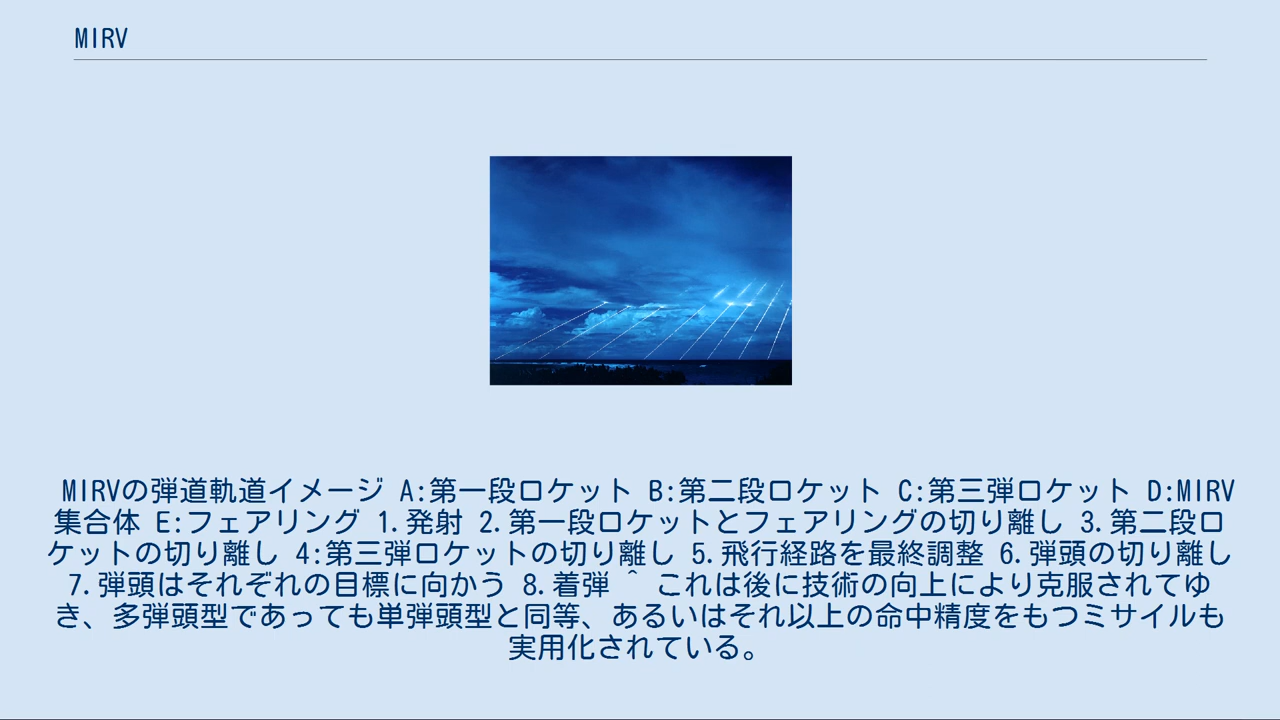 MIRV
MIRVの弾道軌道イメージ A:第一段ロケット B:第二段ロケット C:第三弾ロケット D:MIRV
集合体 E:フェアリング 1.発射 2.第一段ロケットとフェアリングの切り離し 3.第二段ロ
ケットの切り離し 4:第三弾ロケットの切り離し 5.飛行経路を最終調整 6.弾頭の切り離し
7.弾頭はそれぞれの目標に向かう 8.着弾 ^ これは後に技術の向上により克服されてゆ
き、多弾頭型であっても単弾頭型と同等、あるいはそれ以上の命中精度をもつミサイルも
実用化されている。